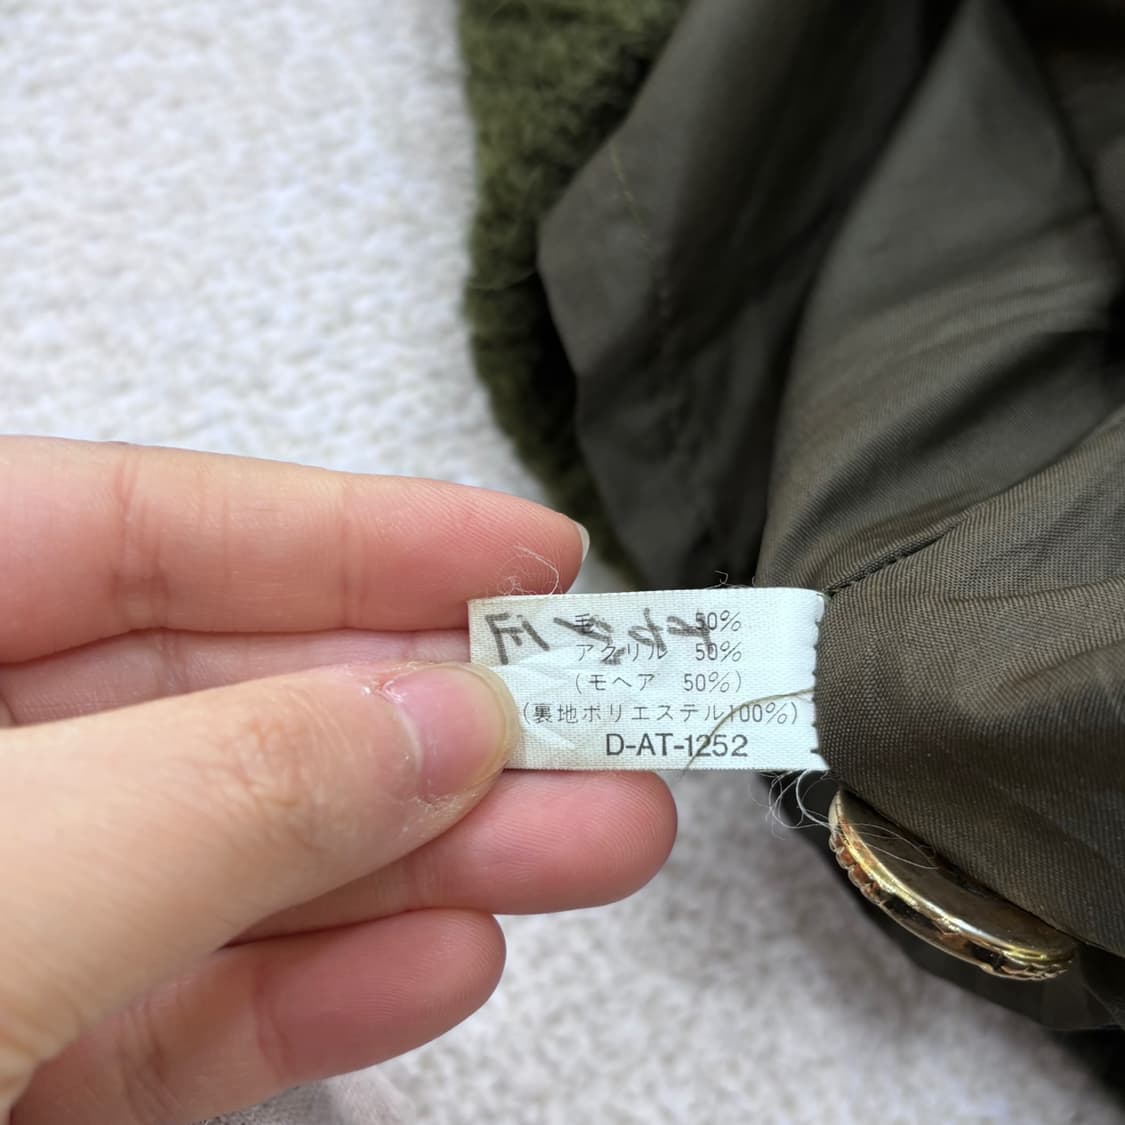 毛 50%
アクリル 50%
(モヘア 50%)
(裏地ポリエステル100%)
D-AT-1252